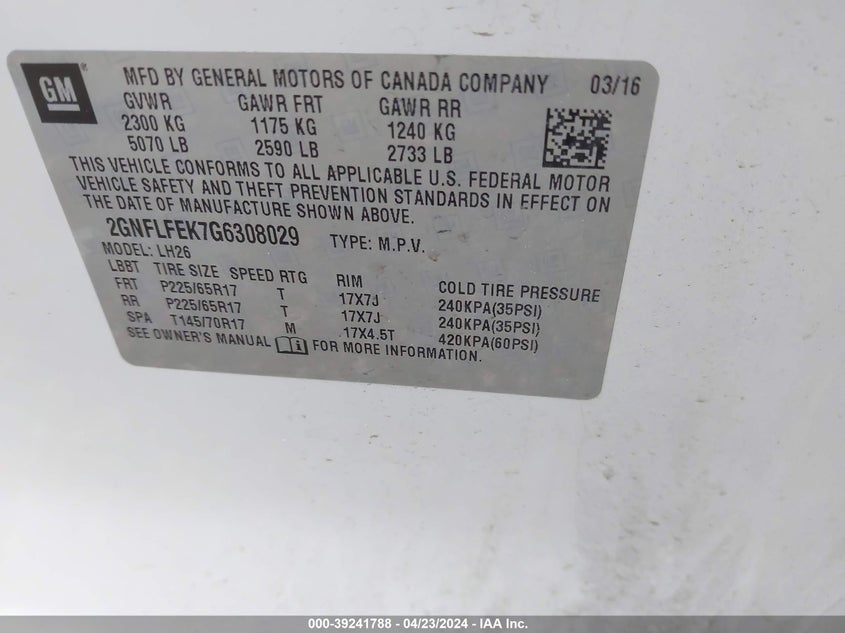 GM ®
MFD BY GENERAL MOTORS OF CANADA COMPANY 03/16
GVWR GAWR FRT GAWR RR
2300 KG 1175 KG 1240 KG
5070 LB 2590 LB 2733 LB
THIS VEHICLE CONFORMS TO ALL APPLICABLE U.S. FEDERAL MOTOR
VEHICLE SAFETY AND THEFT PREVENTION STANDARDS IN EFFECT ON
THE DATE OF MANUFACTURE SHOWN ABOVE.
2GNFLFEK7G6308029 TYPE: M.P.V.
MODEL: LH26
LBBT TIRE SIZE SPEED RTG RIM COLD TIRE PRESSURE
FRT P225/65R17 T 17X7J 240KPA(35PSI)
RR P225/65R17 T 17X7J 240KPA(35PSI)
SPA T145/70R17 M 17X4.5T 420KPA(60PSI)
SEE OWNER'S MANUAL i FOR MORE INFORMATION.
000-39241788 - 04/23/2024 - IAA Inc.